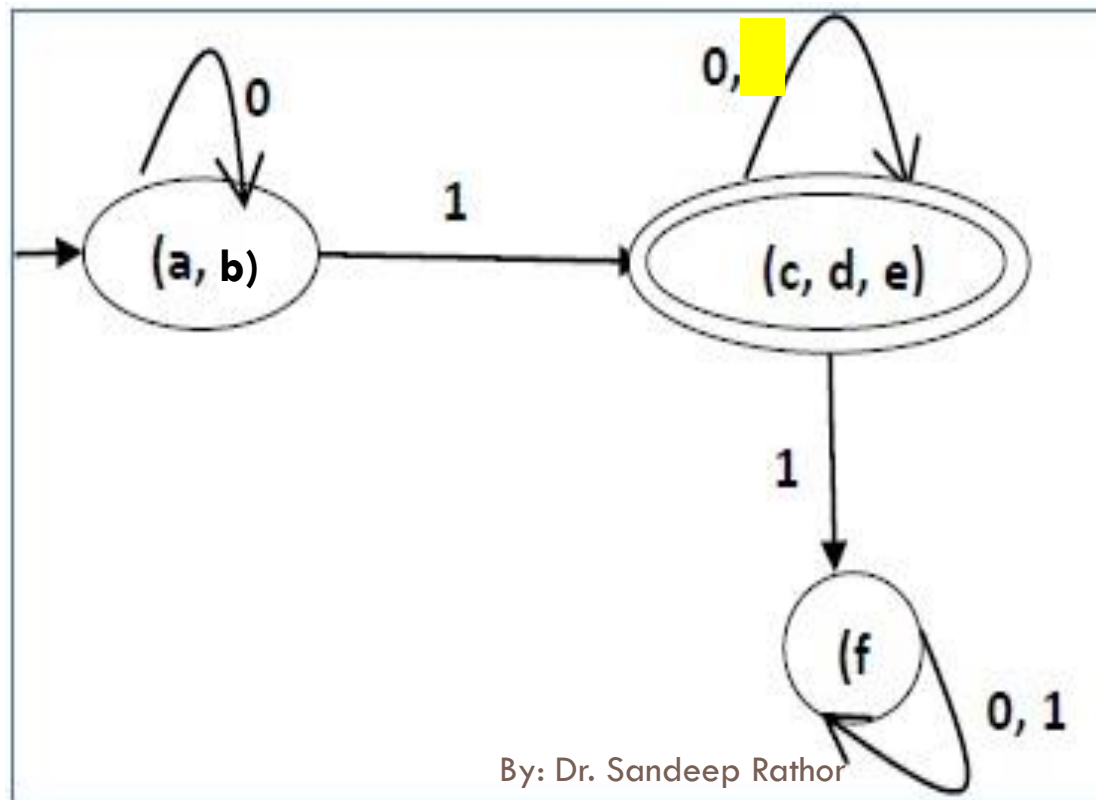 0
0,
1
(a, b)
(c, d, e)
1
(f
0, 1
By: Dr. Sandeep Rathor